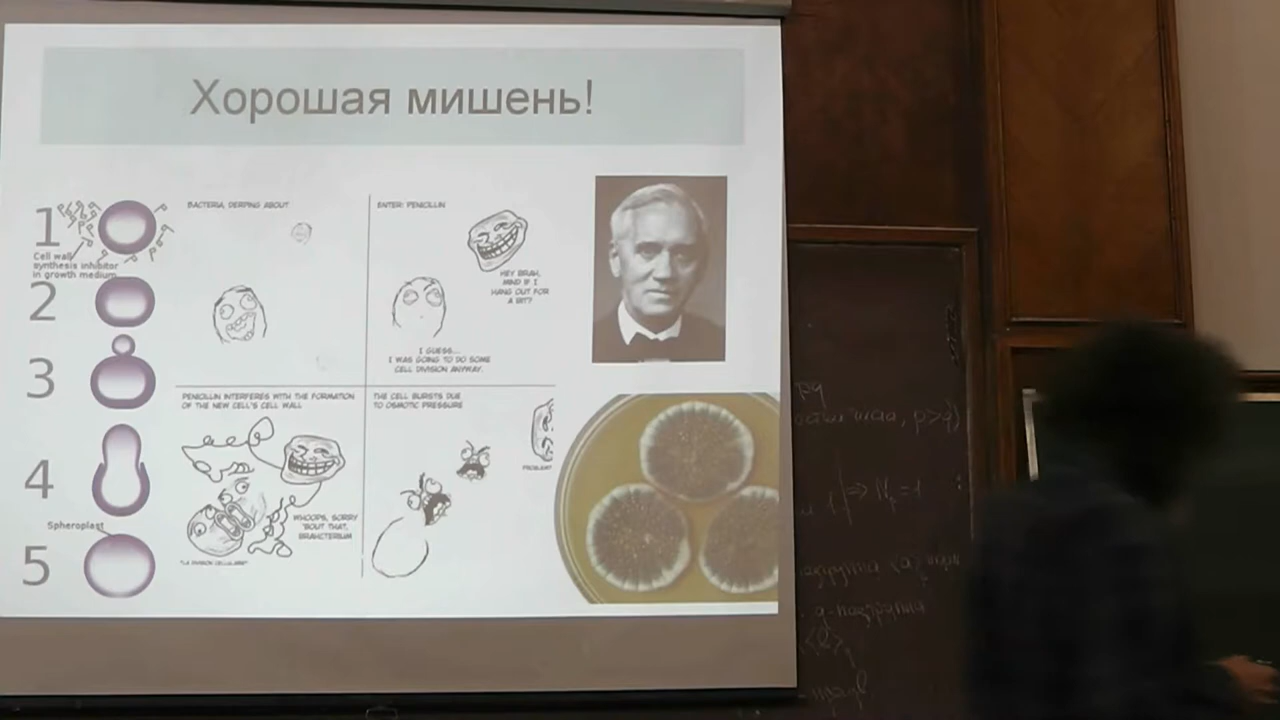 Хорошая мишень!
1
Cell wall
synthesis inhibitor
in growth medium
2
3
4
Spheroplast
5
BACTERIA, DERPING ABOUT
ENTER: PENICILLIN
HEY BRAH,
MIND IF I
HANG OUT FOR
A BIT?
I GUESS...
I WAS GOING TO DO SOME
CELL DIVISION ANYWAY.
PENICILLIN INTERFERES WITH THE FORMATION
OF THE NEW CELL'S CELL WALL
WHOOPS, SORRY
'BOUT THAT,
BRAHCTERIUM
"LA DIVISION CELLULAIRE"
THE CELL BURSTS DUE
TO OSMOTIC PRESSURE
PROBLEM?
p>q)